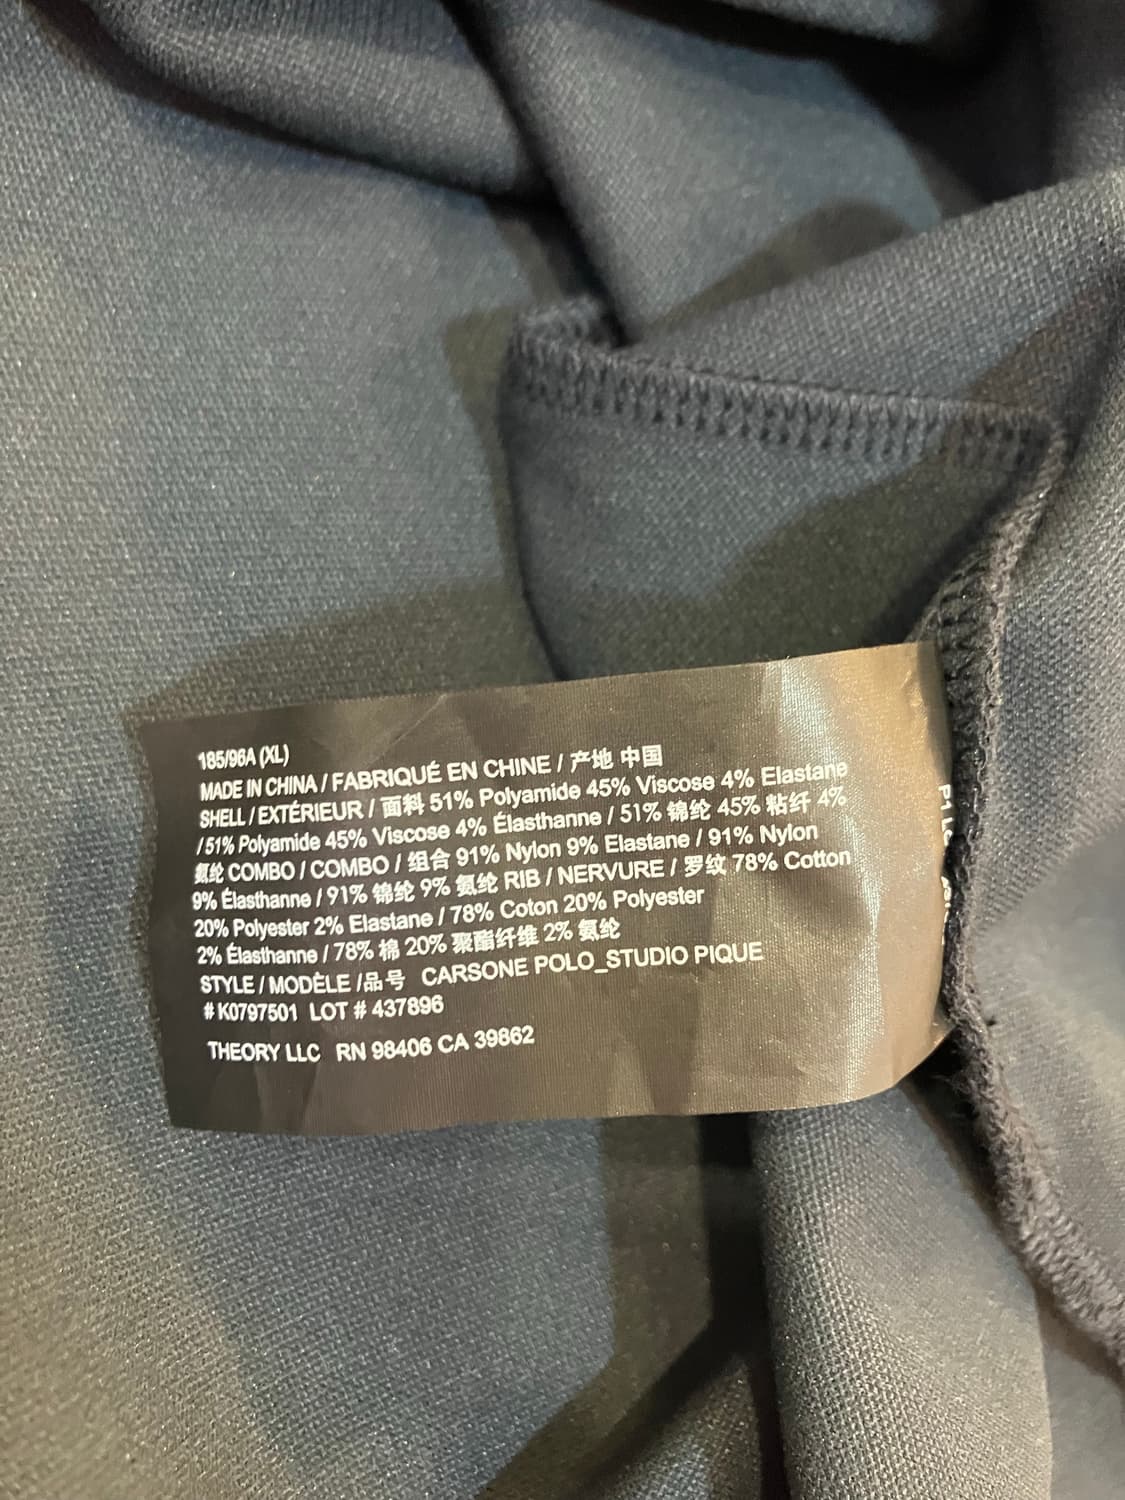 185/96A (XL)
MADE IN CHINA / FABRIQUÉ EN CHINE / 产地 中国
SHELL / EXTÉRIEUR / 面料 51% Polyamide 45% Viscose 4% Elastane
/ 51% Polyamide 45% Viscose 4% Élasthanne / 51% 锦纶 45% 粘纤 4%
氨纶 COMBO / COMBO / 组合 91% Nylon 9% Elastane / 91% Nylon
9% Élasthanne / 91% 锦纶 9% 氨纶 RIB / NERVURE / 罗纹 78% Cotton
20% Polyester 2% Elastane / 78% Coton 20% Polyester
2% Élasthanne / 78% 棉 20% 聚酯纤维 2% 氨纶
STYLE / MODÈLE /品号 CARSONE POLO_STUDIO PIQUE
# K0797501 LOT # 437896
THEORY LLC RN 98406 CA 39862